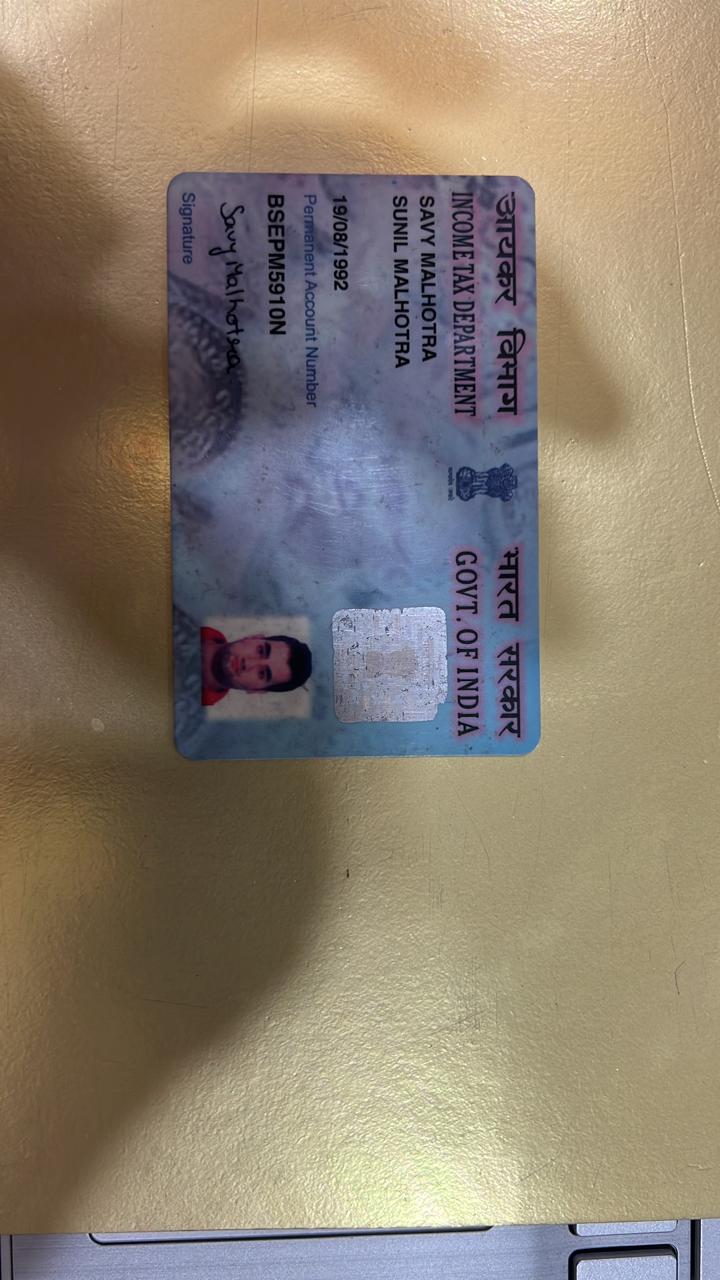 आयकर विभाग
INCOME TAX DEPARTMENT
भारत सरकार
GOVT. OF INDIA
SAVY MALHOTRA
SUNIL MALHOTRA
19/08/1992
Permanent Account Number
BSEPM5910N
Savy Malhotra
Signature